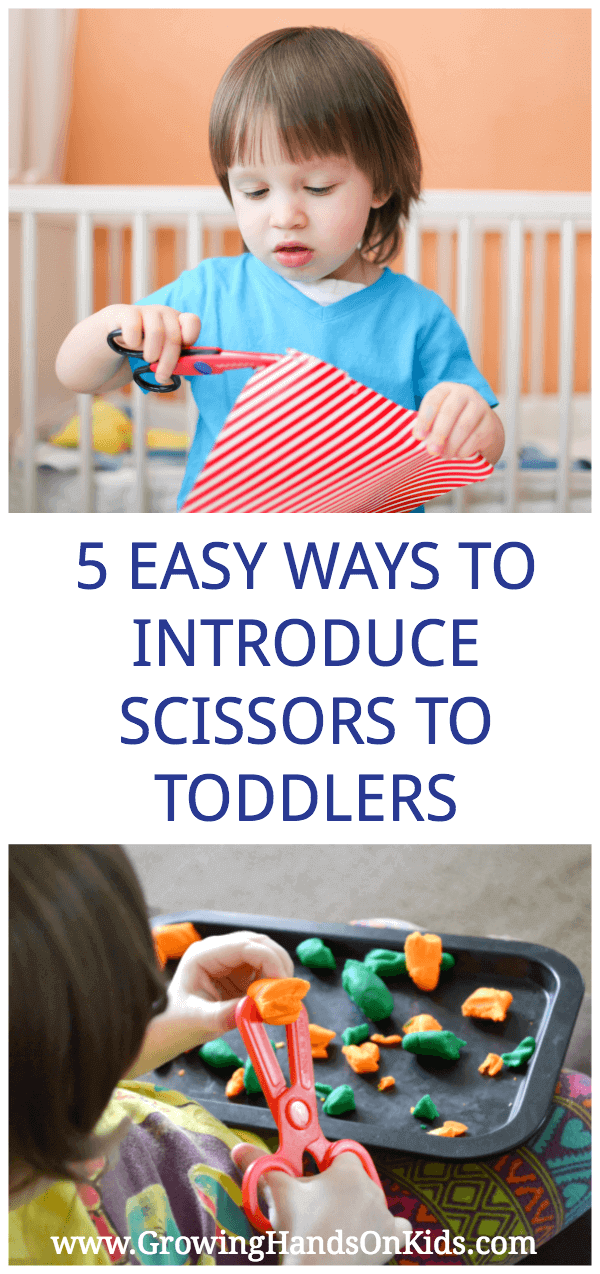 5 EASY WAYS TO
INTRODUCE
SCISSORS TO
TODDLERS
www.GrowingHandsOnKids.com